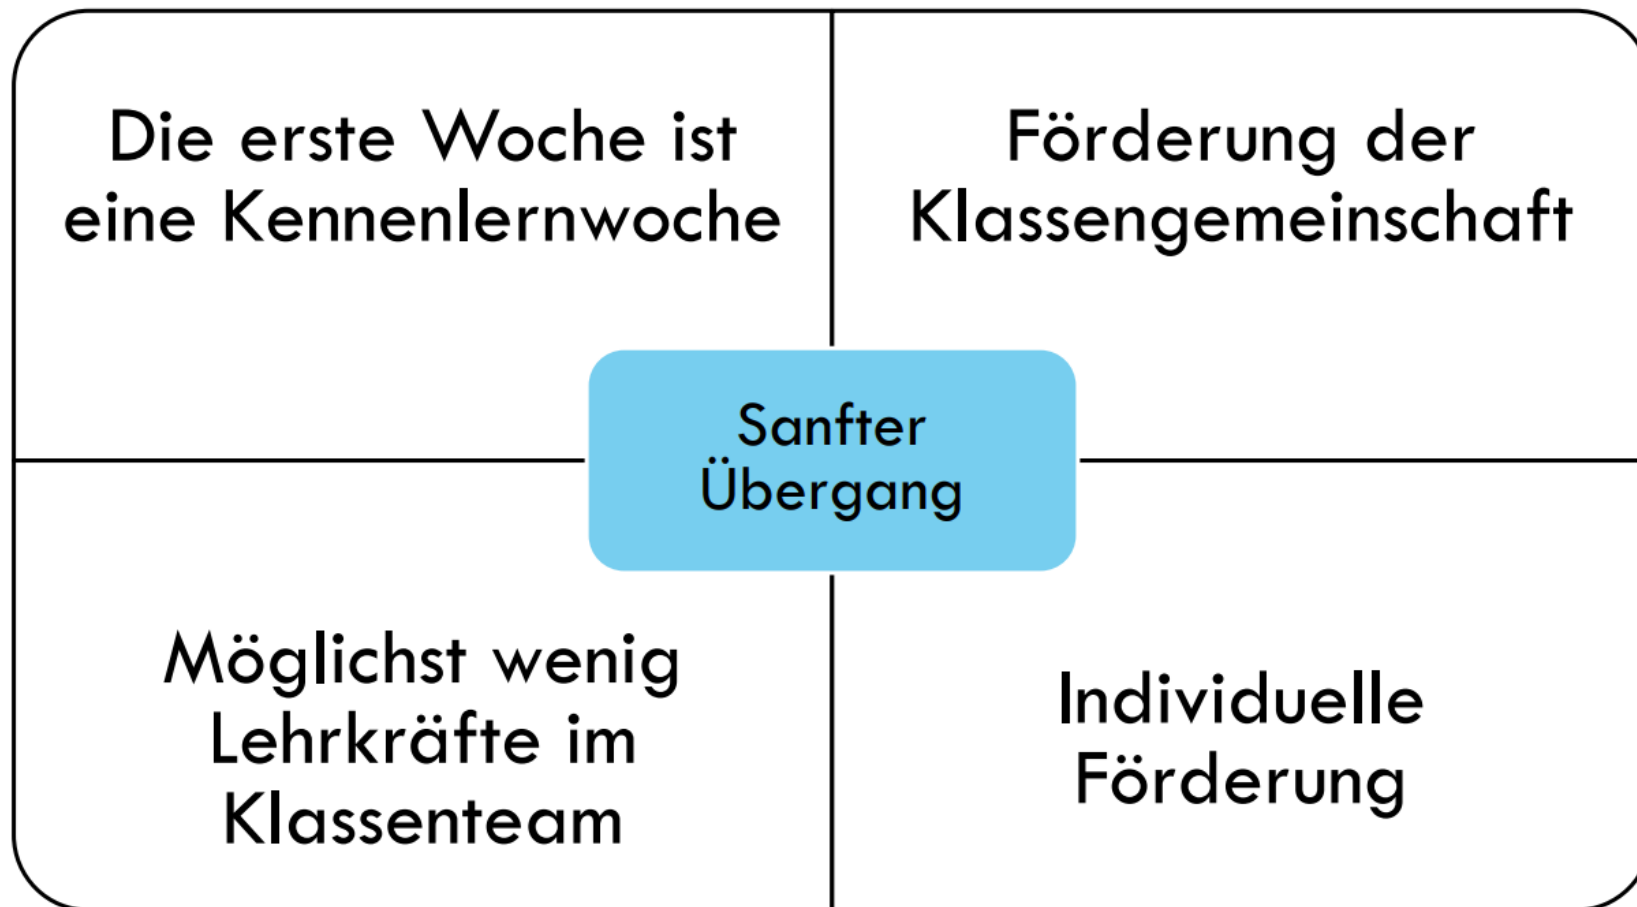 Die erste Woche ist
eine Kennenlernwoche
Förderung der
Klassengemeinschaft
Sanfter
Übergang
Möglichst wenig
Lehrkräfte im
Klassenteam
Individuelle
Förderung